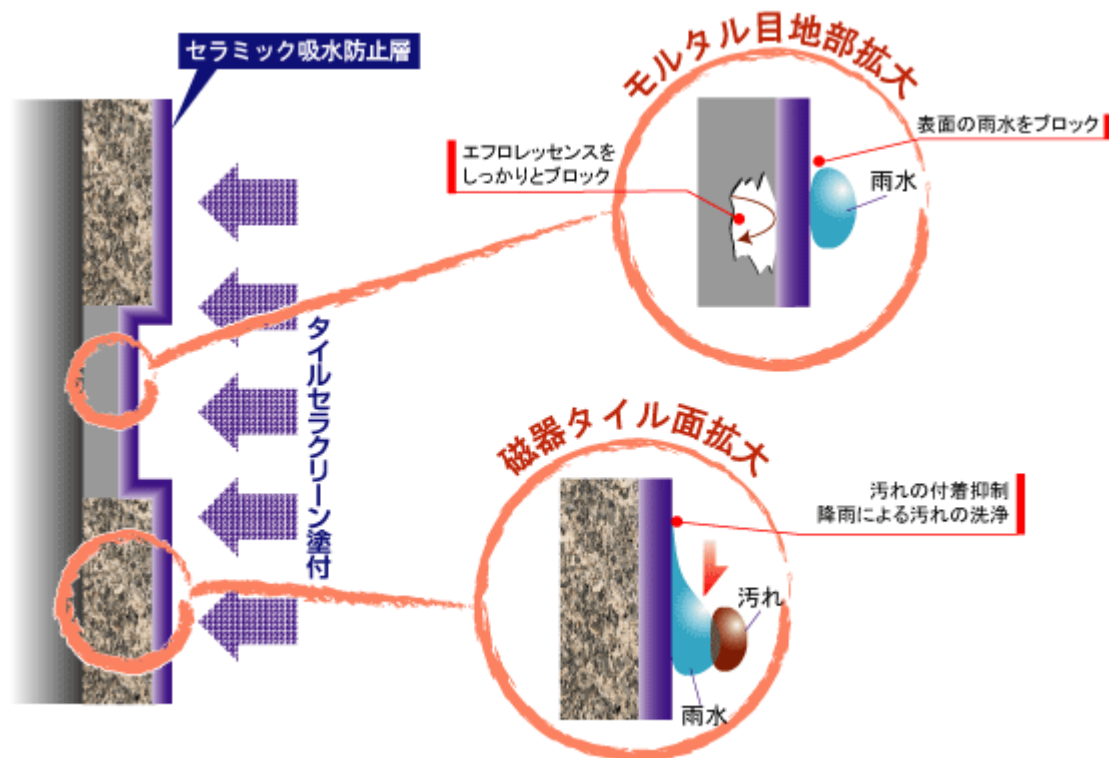 セラミック吸水防止層
モルタル目地部拡大
表面の雨水をブロック
エフロレッセンスを
しっかりとブロック
雨水
タイルセラクリーン塗付
磁器タイル面拡大
汚れの付着抑制
降雨による汚れの洗浄
汚れ
雨水